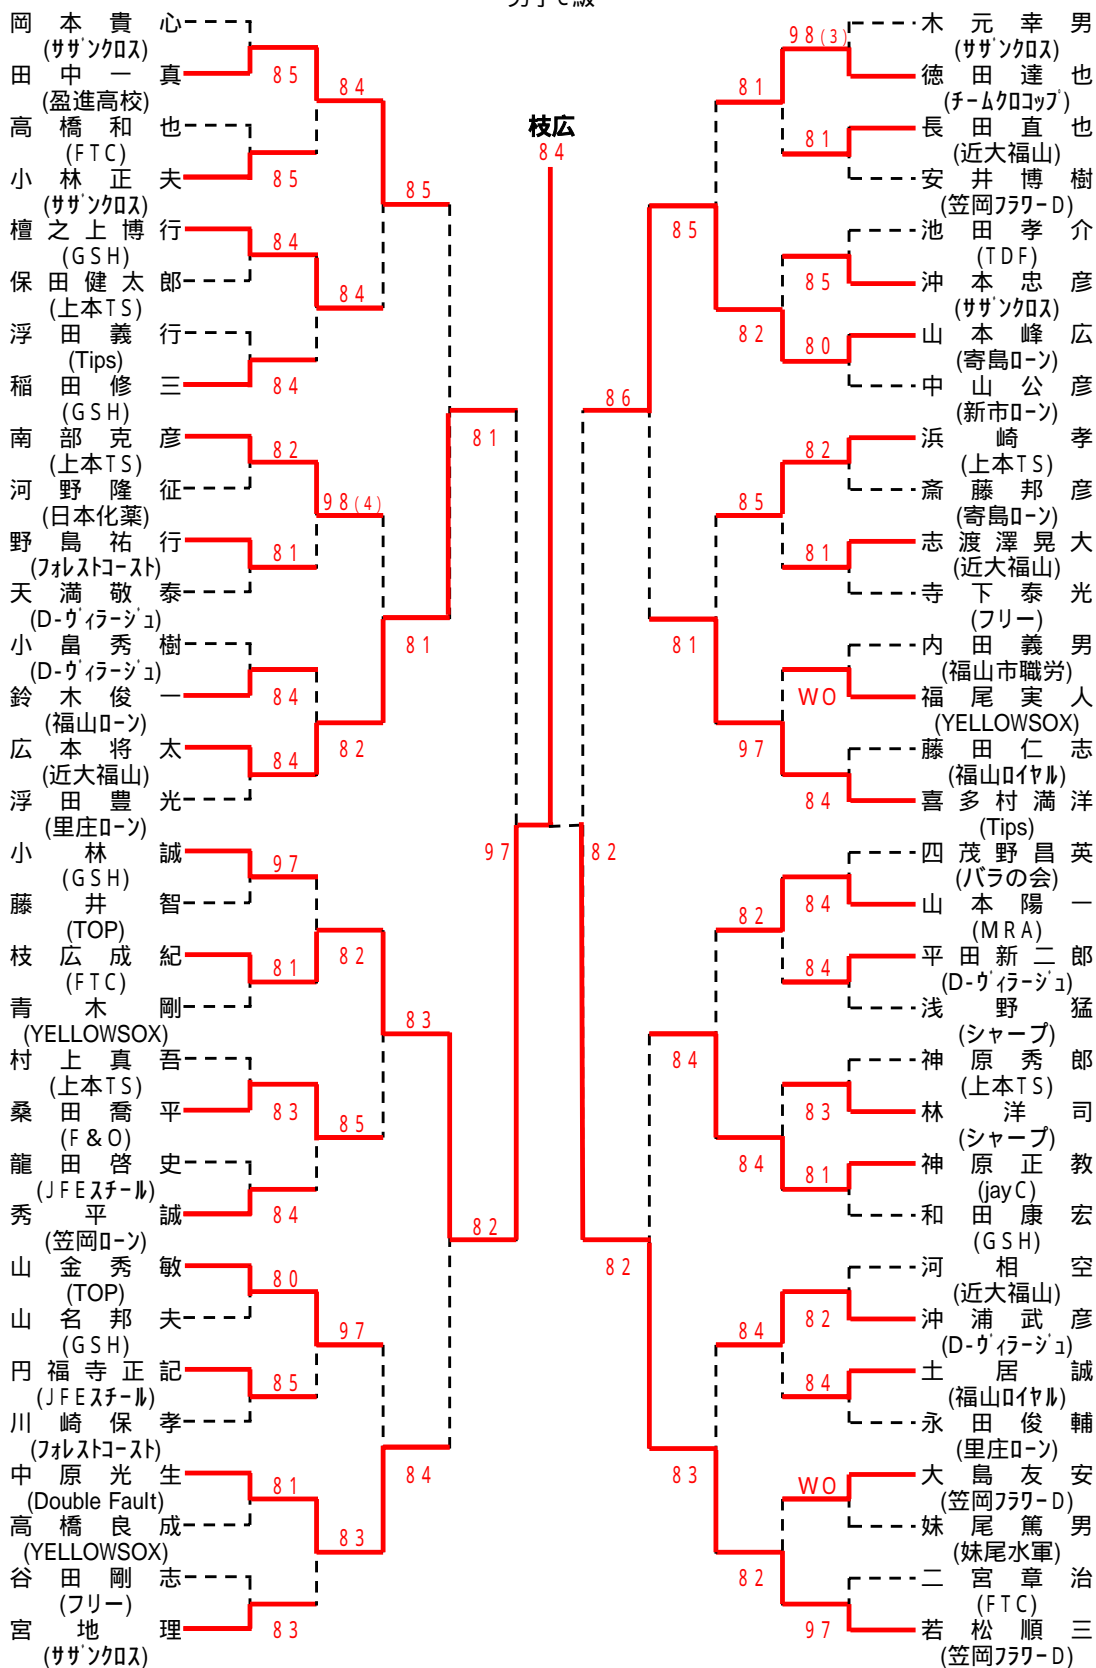 岡本貴心
(ｻｻﾞﾝｸﾛｽ)
田中一真
(盈進高校)
高橋和也
(FTC)
小林正夫
(ｻｻﾞﾝｸﾛｽ)
檀之上博行
(GSH)
保田健太郎
(上本TS)
浮田義行
(Tips)
稲田修三
(GSH)
南部克彦
(上本TS)
河野隆征
(日本化薬)
野島祐行
(ﾌｫﾚｽﾄｺｰｽﾄ)
天満敬泰
(D-ｳﾞｨﾗｰｼﾞｭ)
小畠秀樹
(D-ｳﾞｨﾗｰｼﾞｭ)
鈴木俊一
(福山ﾛｰﾝ)
広本将太
(近大福山)
浮田豊光
(里庄ﾛｰﾝ)
小林誠
(GSH)
藤井智
(TOP)
枝広成紀
(FTC)
青木剛
(YELLOWSOX)
村上真吾
(上本TS)
桑田喬平
(F&O)
龍田啓史
(JFEｽﾁｰﾙ)
秀平誠
(笠岡ﾛｰﾝ)
山金秀敏
(TOP)
山名邦夫
(GSH)
円福寺正記
(JFEｽﾁｰﾙ)
川崎保孝
(ﾌｫﾚｽﾄｺｰｽﾄ)
中原光生
(Double Fault)
高橋良成
(YELLOWSOX)
谷田剛志
(フリー)
宮地理
(ｻｻﾞﾝｸﾛｽ)
85
85
84
84
82
81
84
84
97
81
83
84
80
85
81
83
84
84
98(4)
82
82
85
97
83
85
81
83
84
81
82
97
枝広
84
82
86
82
85
81
84
83
81
82
85
97
82
84
84
82
98(3)
81
85
80
82
81
WO
84
84
84
83
81
82
84
WO
97
木元幸男
(ｻｻﾞﾝｸﾛｽ)
徳田達也
(ﾁｰﾑｸﾛｺｯﾌﾟ)
長田直也
(近大福山)
安井博樹
(笠岡ﾌﾗﾜｰD)
池田孝介
(TDF)
沖本忠彦
(ｻｻﾞﾝｸﾛｽ)
山本峰広
(寄島ﾛｰﾝ)
中山公彦
(新市ﾛｰﾝ)
浜崎孝
(上本TS)
斎藤邦彦
(寄島ﾛｰﾝ)
志渡澤晃大
(近大福山)
寺下泰光
(フリー)
内田義男
(福山市職労)
福尾実人
(YELLOWSOX)
藤田仁志
(福山ﾛｲﾔﾙ)
喜多村満洋
(Tips)
四茂野昌英
(バラの会)
山本陽一
(MRA)
平田新二郎
(D-ｳﾞｨﾗｰｼﾞｭ)
浅野猛
(シャープ)
神原秀郎
(上本TS)
林洋司
(シャープ)
神原正教
(jayC)
和田康宏
(GSH)
河相空
(近大福山)
沖浦武彦
(D-ｳﾞｨﾗｰｼﾞｭ)
土居誠
(福山ﾛｲﾔﾙ)
永田俊輔
(里庄ﾛｰﾝ)
大島友安
(笠岡ﾌﾗﾜｰD)
妹尾篤男
(妹尾水軍)
二宮章治
(FTC)
若松順三
(笠岡ﾌﾗﾜｰD)